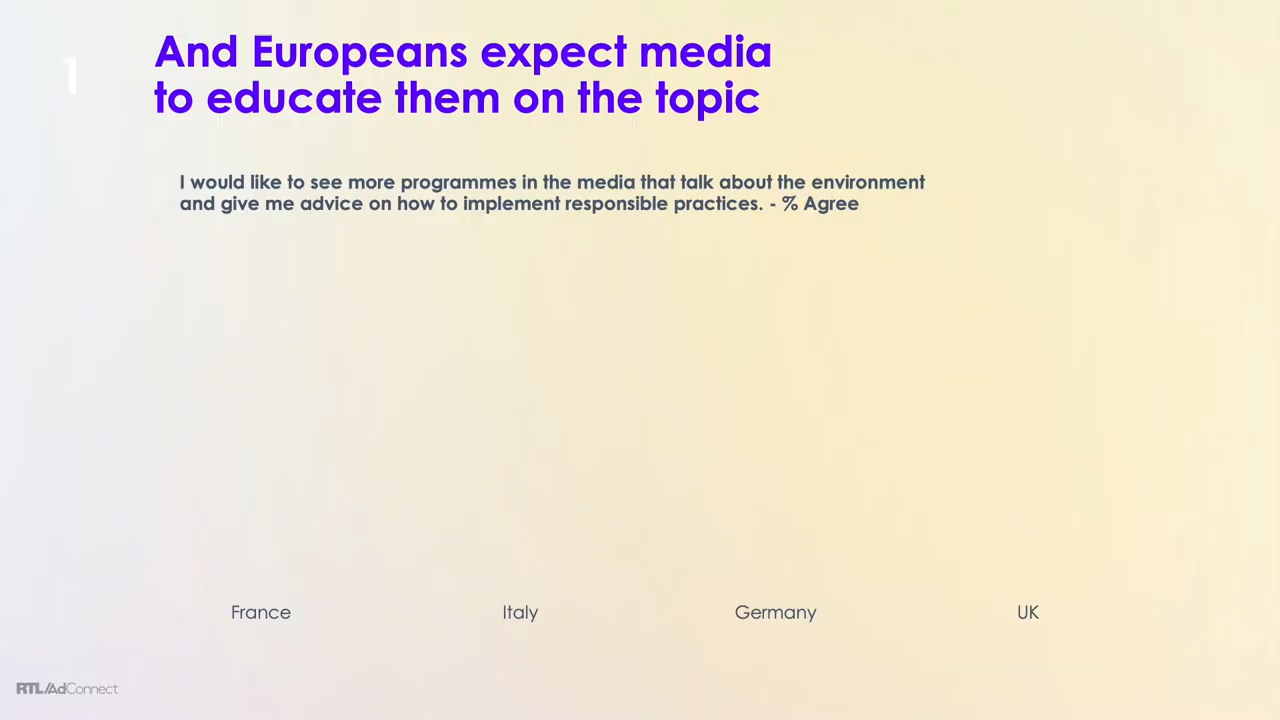 1
And Europeans expect media
to educate them on the topic
I would like to see more programmes in the media that talk about the environment
and give me advice on how to implement responsible practices. - % Agree
France
Italy
Germany
UK
RTL/AdConnect